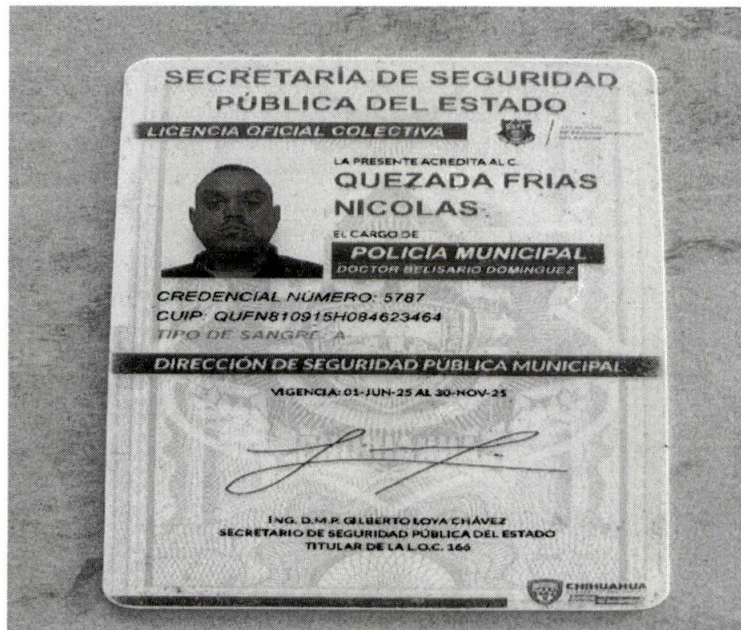 SECRETARÍA DE SEGURIDAD
PÚBLICA DEL ESTADO
LICENCIA OFICIAL COLECTIVA
LA PRESENTE ACREDITA AL C.
QUEZADA FRIAS
NICOLAS
EL CARGO DE
POLICÍA MUNICIPAL
DOCTOR BELISARIO DOMINGUEZ
CREDENCIAL NÚMERO: 5787
CUIP: QUFN810915H084623464
TIPO DE SANGRE: A
DIRECCIÓN DE SEGURIDAD PÚBLICA MUNICIPAL
VIGENCIA: 01-JUN-25 AL 30-NOV-25
ING. D.M.P. GILBERTO LOYA CHÁVEZ
SECRETARIO DE SEGURIDAD PÚBLICA DEL ESTADO
TITULAR DE LA L.O.C. 166
CHIHUAHUA